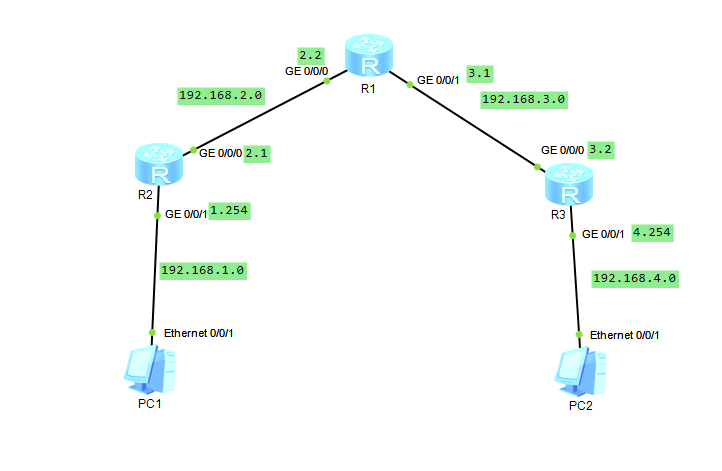 2.2
GE 0/0/0
R
R1
GE 0/0/1
3.1
192.168.2.0
192.168.3.0
GE 0/0/0
2.1
R
R2
GE 0/0/0
3.2
R
R3
GE 0/0/1
1.254
GE 0/0/1
4.254
192.168.1.0
192.168.4.0
Ethernet 0/0/1
Ethernet 0/0/1
PC1
PC2